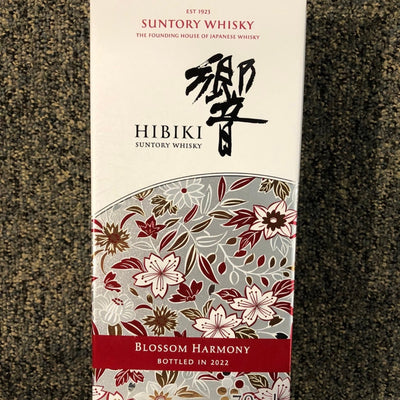 EST 1923
SUNTORY WHISKY
THE FOUNDING HOUSE OF JAPANESE WHISKY
響
HIBIKI
SUNTORY WHISKY
BLOSSOM HARMONY
BOTTLED IN 2022